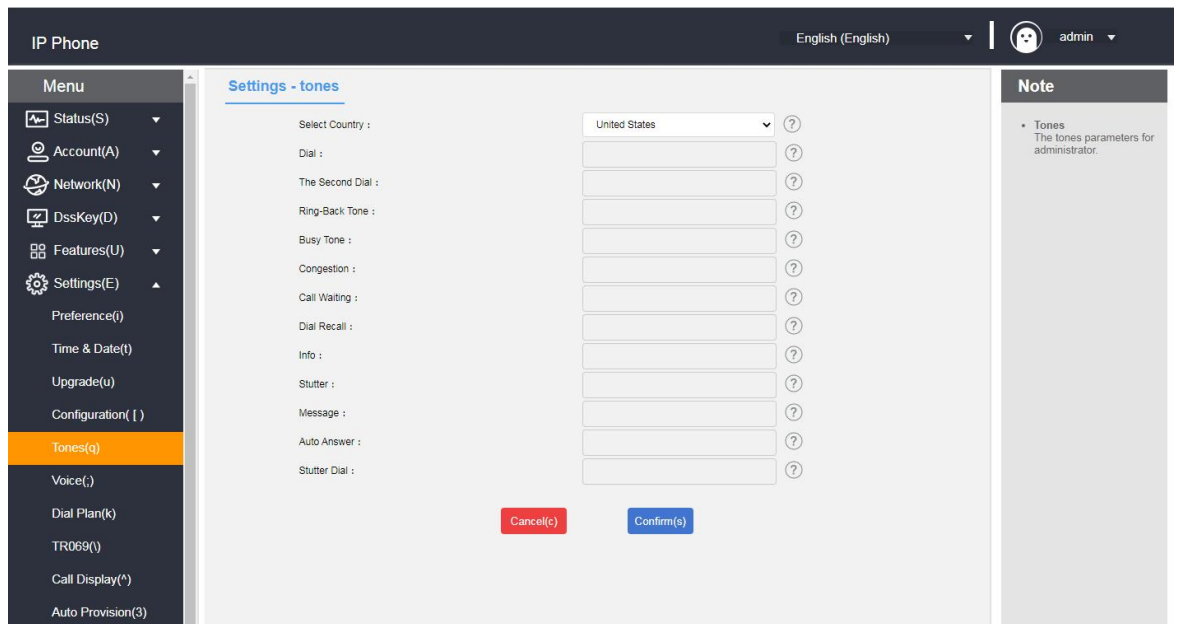 IP Phone
English (English)
admin
Menu
Status(S)
Account(A)
Network(N)
DssKey(D)
Features(U)
Settings(E)
Preference(i)
Time & Date(t)
Upgrade(u)
Configuration( [ )
Tones(q)
Voice(;)
Dial Plan(k)
TR069(\)
Call Display(^)
Auto Provision(3)
Settings - tones
Select Country : United States ?
Dial : ?
The Second Dial : ?
Ring-Back Tone : ?
Busy Tone : ?
Congestion : ?
Call Waiting : ?
Dial Recall : ?
Info : ?
Stutter : ?
Message : ?
Auto Answer : ?
Stutter Dial : ?
Cancel(c) Confirm(s)
Note
• Tones
The tones parameters for
administrator.